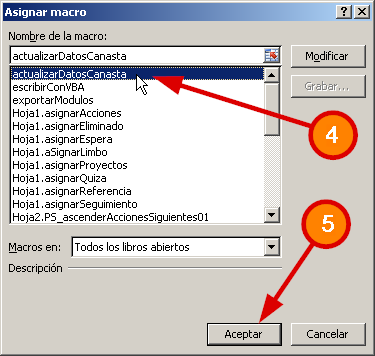 Asignar macro
Nombre de la macro:
actualizarDatosCanasta
Modificar
actualizarDatosCanasta
escribirConVBA
exportarModulos
Hoja1.asignarAcciones
Hoja1.asignarEliminado
Hoja1.asignarEspera
Hoja1.aSignarLimbo
Hoja1.asignarProyectos
Hoja1.asignarQuiza
Hoja1.asignarReferencia
Hoja1.asignarSeguimiento
Hoja2.PS_ascenderAccionesSiguientes01
Grabar...
4
Macros en: Todos los libros abiertos
Descripción
5
Aceptar Cancelar